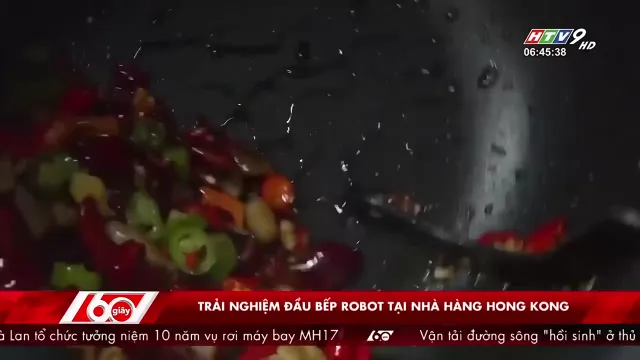 HTV9 HD
06:45:38
60 giây
TRẢI NGHIỆM ĐẦU BẾP ROBOT TẠI NHÀ HÀNG HONG KONG
à Lan tổ chức tưởng niệm 10 năm vụ rơi máy bay MH17 60 Vận tải đường sông "hồi sinh" ở thủ